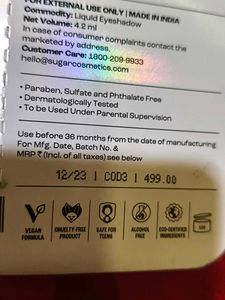 FOR EXTERNAL USE ONLY | MADE IN INDIA
Commodity: Liquid Eyeshadow
Net Volume: 4.2 ml
In case of consumer complaints contact the
marketed by address.
Customer Care: 1800-209-9933
hello@sugarcosmetics.com
• Paraben, Sulfate and Phthalate Free
• Dermatologically Tested
• To be Used Under Parental Supervision
Use before 36 months from the date of manufacturing
For Mfg. Date, Batch No. &
MRP ₹ (Incl. of all taxes) see below
12/23 | COD3 | 499.00
VEGAN FORMULA
CRUELTY-FREE PRODUCT
SAFE FOR TEENS
ALCOHOL FREE
ECO-CERTIFIED INGREDIENTS